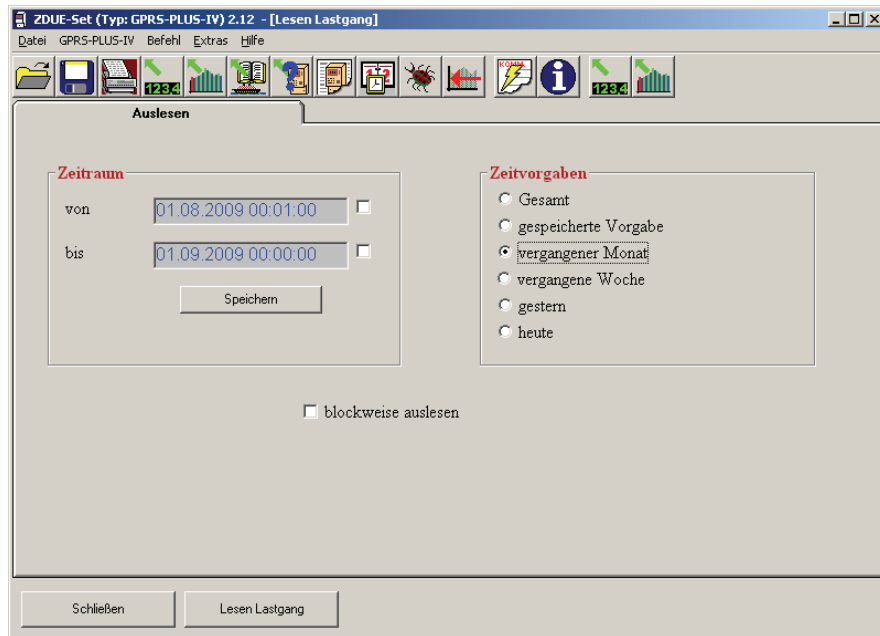 ZDUE-Set (Typ: GPRS-PLUS-IV) 2.12 - [Lesen Lastgang]
Datei GPRS-PLUS-IV Befehl Extras Hilfe
1234
KOMM
1234
Auslesen
Zeitraum
von 01.08.2009 00:01:00
bis 01.09.2009 00:00:00
Speichern
Zeitvorgaben
Gesamt
gespeicherte Vorgabe
vergangener Monat
vergangene Woche
gestern
heute
blockweise auslesen
Schließen Lesen Lastgang